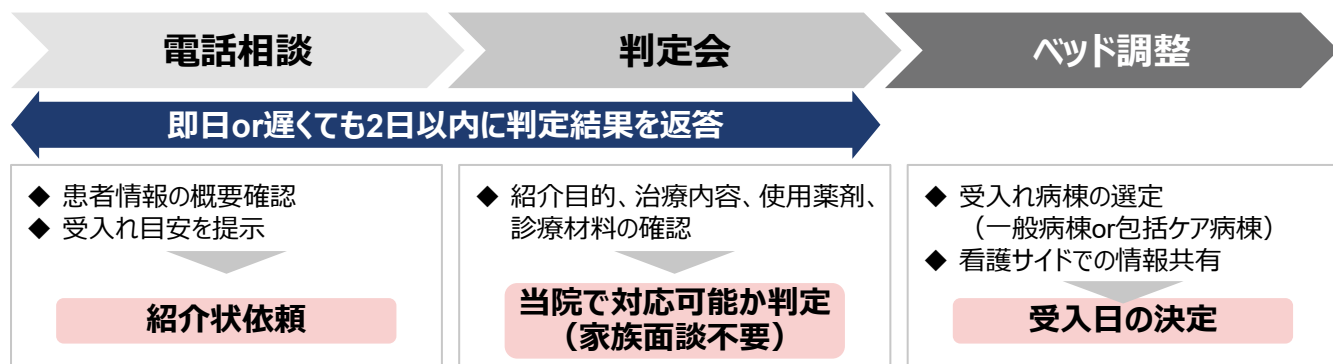 電話相談
判定会
ベッド調整
即日or遅くても2日以内に判定結果を返答
◆ 患者情報の概要確認
◆ 受入れ目安を提示
紹介状依頼
◆ 紹介目的、治療内容、使用薬剤、
診療材料の確認
当院で対応可能か判定
（家族面談不要）
◆ 受入れ病棟の選定
（一般病棟or包括ケア病棟）
◆ 看護サイドでの情報共有
受入日の決定